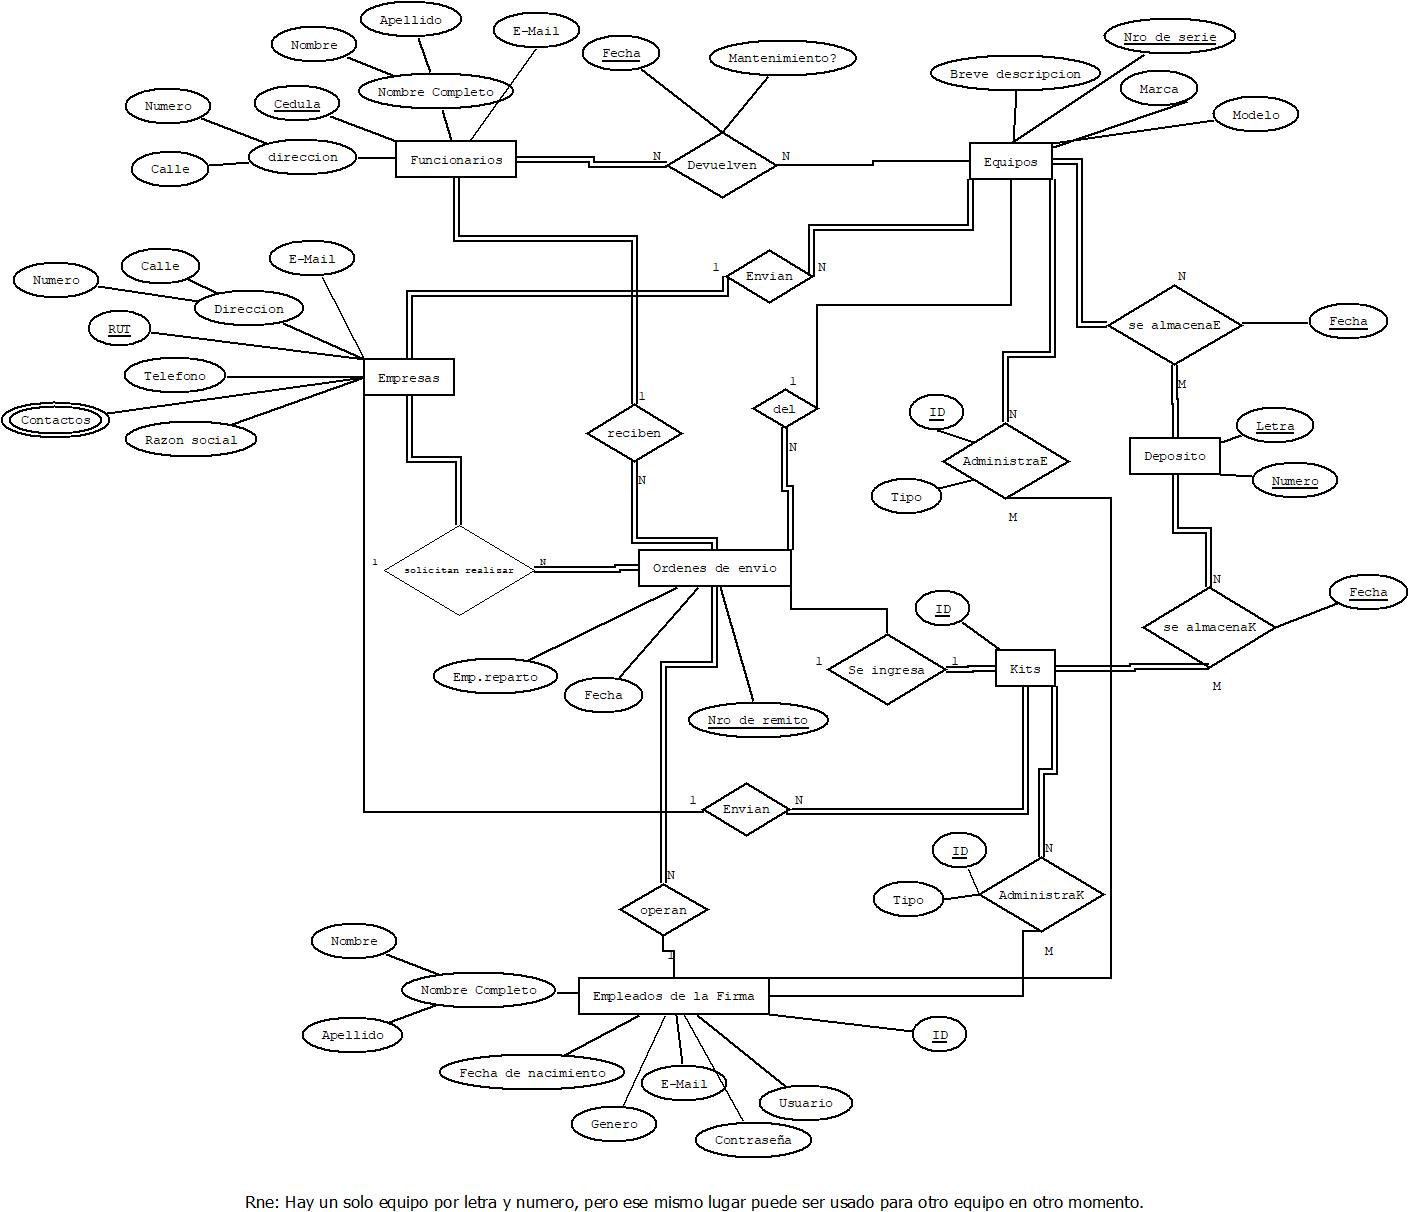 Apellido
E-Mail
Nombre
Fecha
Nro de serie
Mantenimiento?
Breve descripcion
Marca
Nombre Completo
Cedula
Numero
Modelo
direccion
Calle
Funcionarios
N
Devuelven
N
Equipos
E-Mail
Calle
Numero
Direccion
1
Envian
N
N
RUT
se almacenaE
Fecha
Telefono
Empresas
1
M
Contactos
Razon social
1
reciben
del
N
ID
N
Letra
AdministraE
Deposito
N
Tipo
Numero
M
1
solicitan realizar
N
Ordenes de envio
N
Fecha
ID
se almacenaK
Emp.reparto
Fecha
1
Se ingresa
1
Kits
M
Nro de remito
1
Envian
N
ID
N
N
Tipo
AdministraK
operan
Nombre
1
M
Nombre Completo
Empleados de la Firma
Apellido
ID
Fecha de nacimiento
E-Mail
Usuario
Genero
Contraseña
Rne: Hay un solo equipo por letra y numero, pero ese mismo lugar puede ser usado para otro equipo en otro momento.